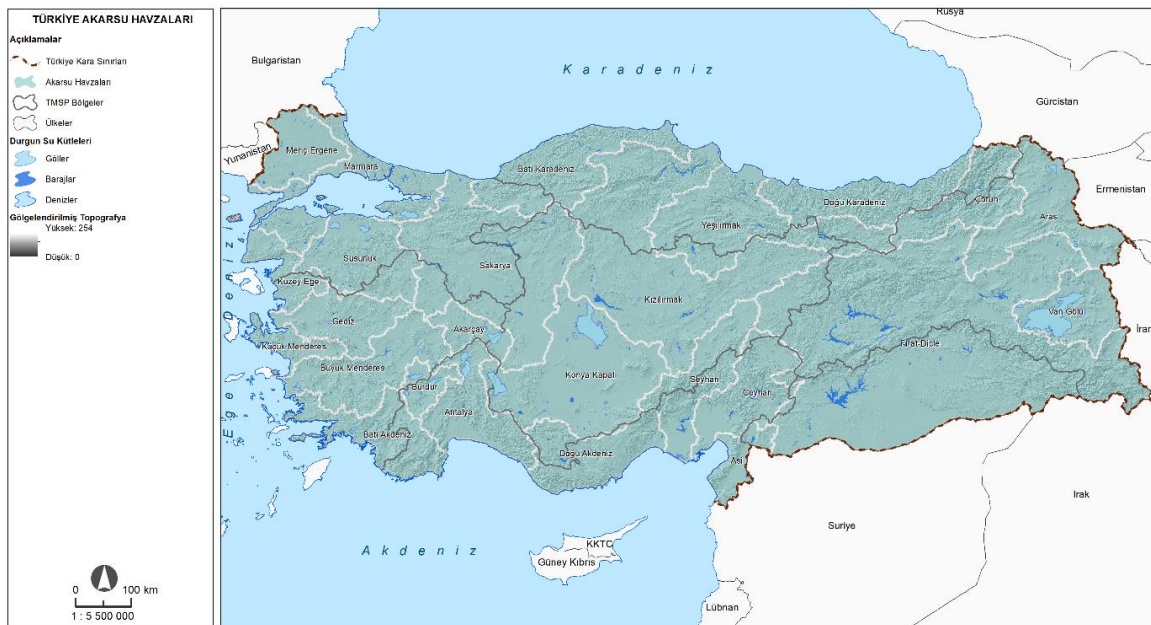 TÜRKİYE AKARSU HAVZALARI
Açıklamalar
Türkiye Kara Sınırları
Akarsu Havzaları
TMSP Bölgeler
Ülkeler
Durgun Su Kütleleri
Göller
Barajlar
Denizler
Gölgelendirilmiş Topografya
Yüksek: 254
Düşük: 0
0 100 km
1 : 5 500 000
Rusya
Bulgaristan
Karadeniz
Gürcistan
Yunanistan
Meriç Ergene
Marmara
Batı Karadeniz
Ermenistan
Doğu Karadeniz
Çoruh
Aras
Yeşilırmak
Susurluk
Sakarya
Kuzey Ege
Kızılırmak
İran
Ege Denizi
Gediz
Akarçay
Van Gölü
Küçük Menderes
Fırat-Dicle
Büyük Menderes
Burdur
Konya Kapalı
Seyhan
Ceyhan
Antalya
Batı Akdeniz
Doğu Akdeniz
Asi
Irak
Suriye
Akdeniz
KKTC
Güney Kıbrıs
Lübnan